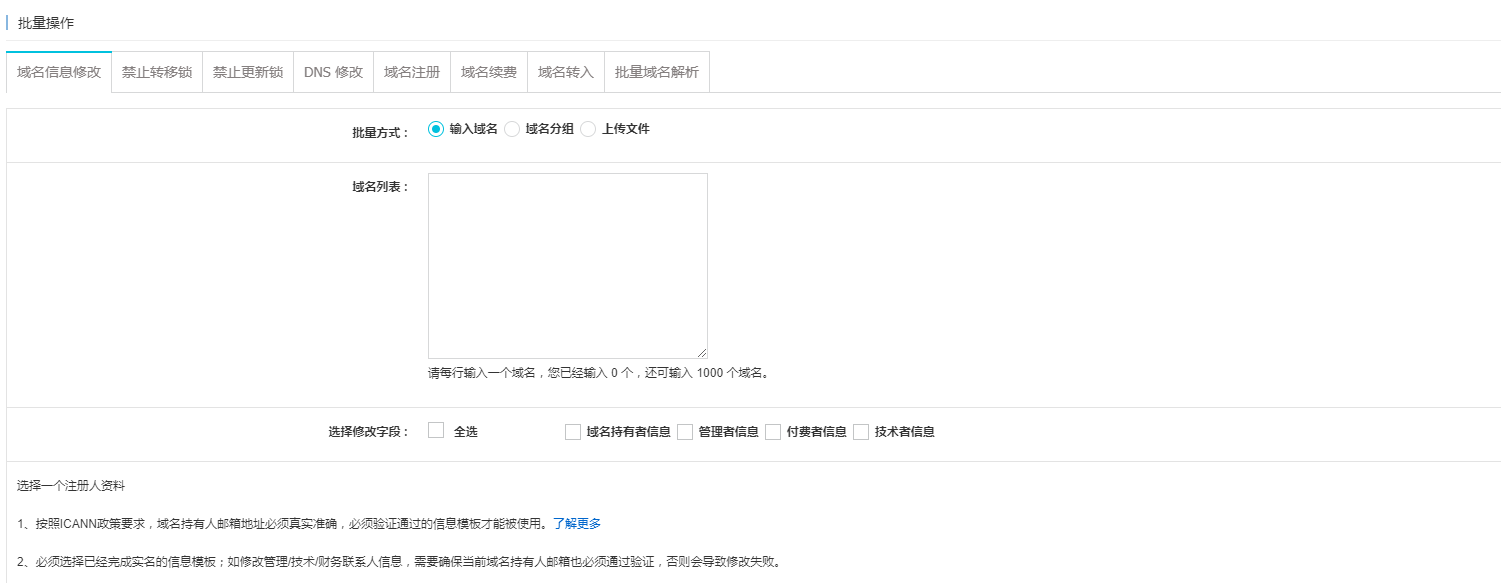 批量操作
域名信息修改 禁止转移锁 禁止更新锁 DNS 修改 域名注册 域名续费 域名转入 批量域名解析
批量方式： 输入域名 域名分组 上传文件
域名列表：
请每行输入一个域名，您已经输入 0 个，还可输入 1000 个域名。
选择修改字段： 全选 域名持有者信息 管理者信息 付费者信息 技术者信息
选择一个注册人资料
1、按照ICANN政策要求，域名持有人邮箱地址必须真实准确，必须验证通过的信息模板才能被使用。了解更多
2、必须选择已经完成实名的信息模板；如修改管理/技术/财务联系人信息，需要确保当前域名持有人邮箱也必须通过验证，否则会导致修改失败。